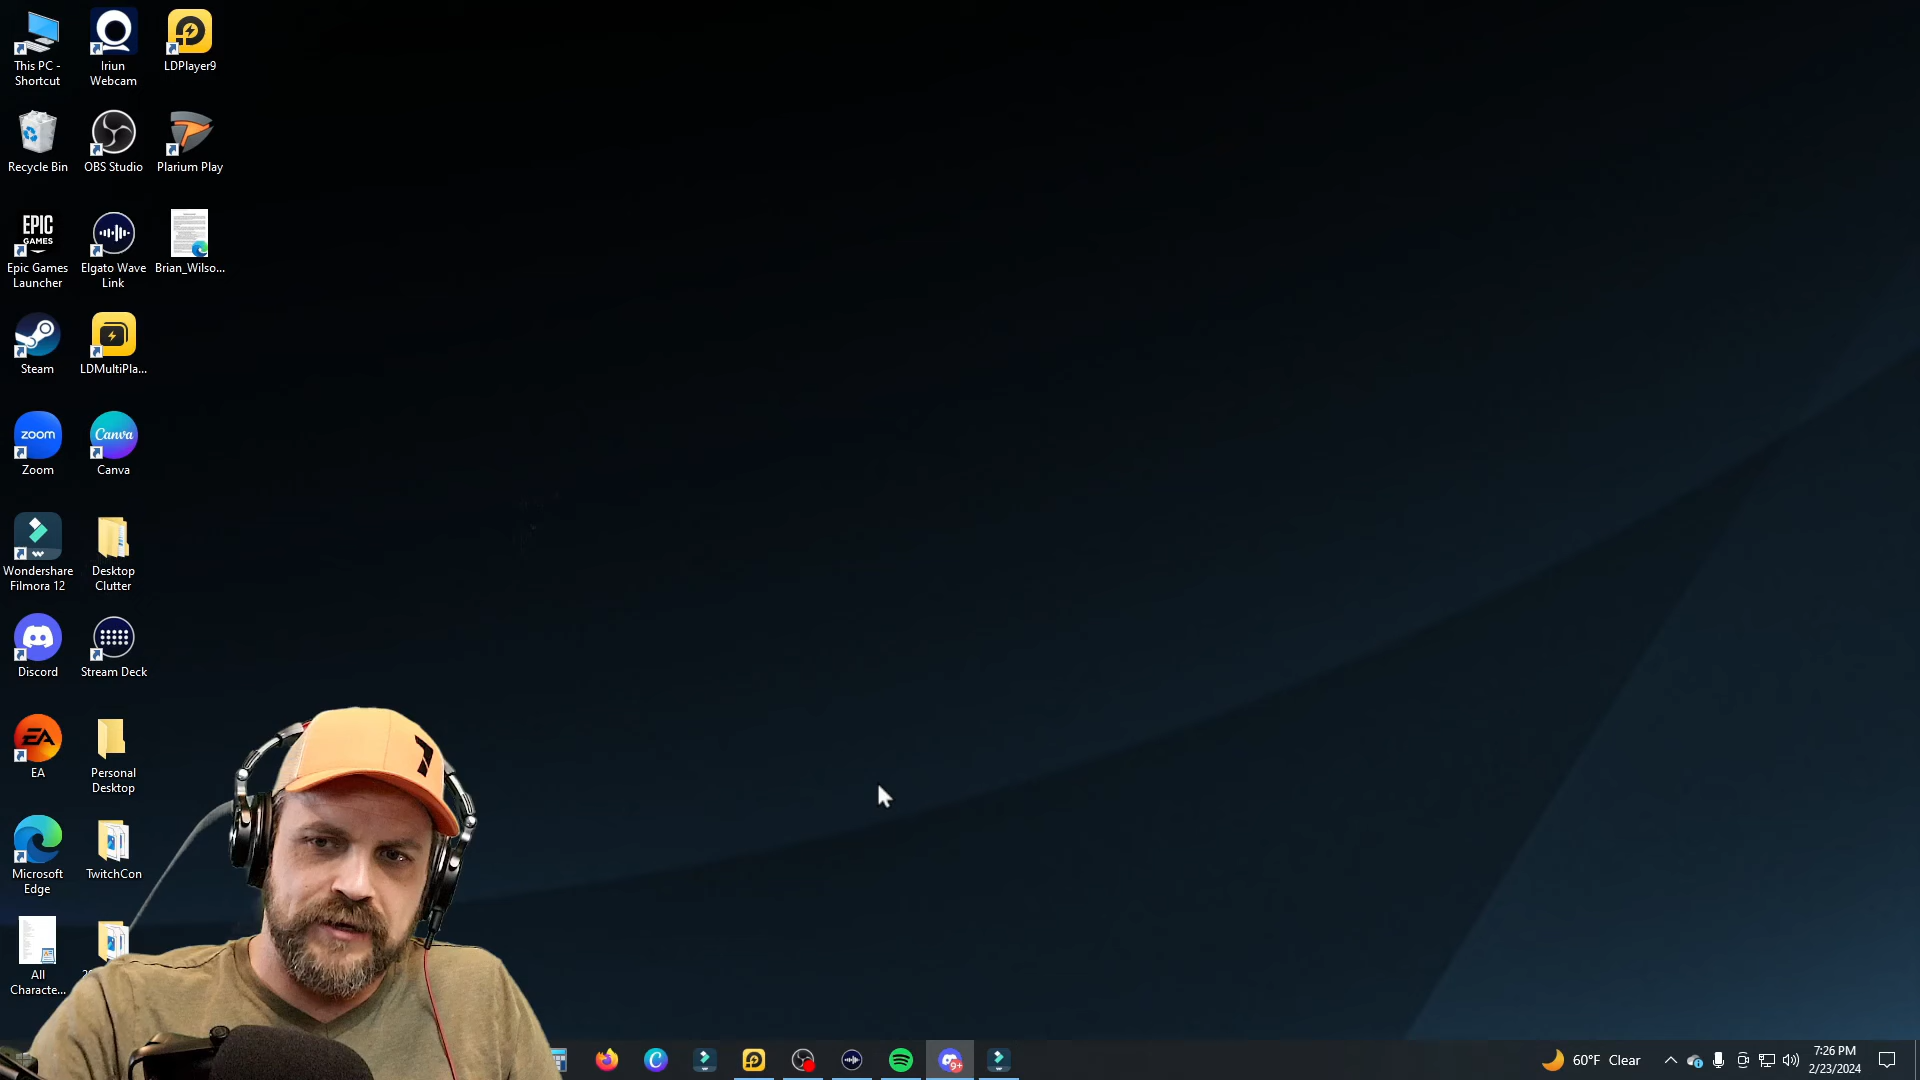 This PC -
Shortcut
Iriun
Webcam
LDPlayer9
Recycle Bin
OBS Studio
Plarium Play
EPIC
GAMES
Epic Games
Launcher
Elgato Wave
Link
Brian_Wilso...
Steam
LDMultiPla...
zoom
Zoom
Canva
Canva
Wondershare
Filmora 12
Desktop
Clutter
Discord
Stream Deck
EA
EA
Personal
Desktop
Microsoft
Edge
TwitchCon
All
Characte...
9+
60°F Clear
7:26 PM
2/23/2024